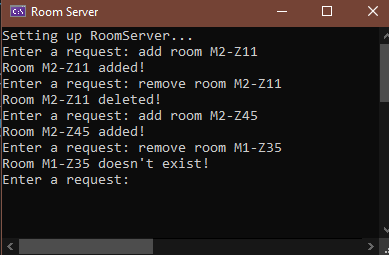 Room Server
Setting up RoomServer...
Enter a request: add room M2-Z11
Room M2-Z11 added!
Enter a request: remove room M2-Z11
Room M2-Z11 deleted!
Enter a request: add room M2-Z45
Room M2-Z45 added!
Enter a request: remove room M1-Z35
Room M1-Z35 doesn't exist!
Enter a request: